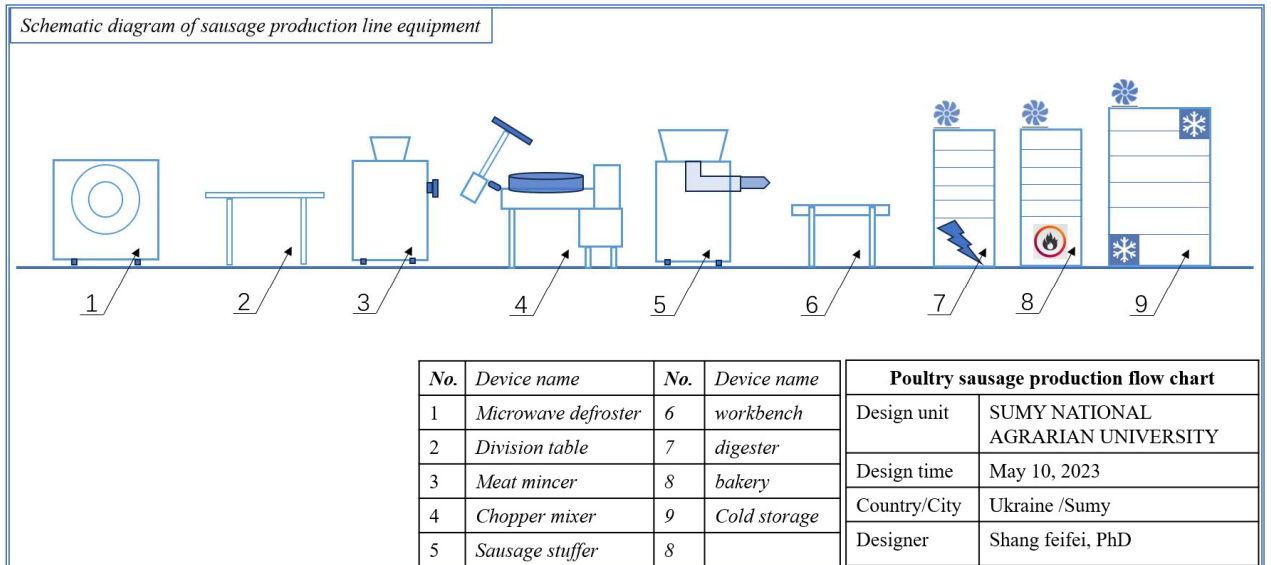 Schematic diagram of sausage production line equipment
1 2 3 4 5 6 7 8 9
No. Device name No. Device name
1 Microwave defroster 6 workbench
2 Division table 7 digester
3 Meat mincer 8 bakery
4 Chopper mixer 9 Cold storage
5 Sausage stuffer 8
Poultry sausage production flow chart
Design unit SUMY NATIONAL
AGRARIAN UNIVERSITY
Design time May 10, 2023
Country/City Ukraine /Sumy
Designer Shang feifei, PhD